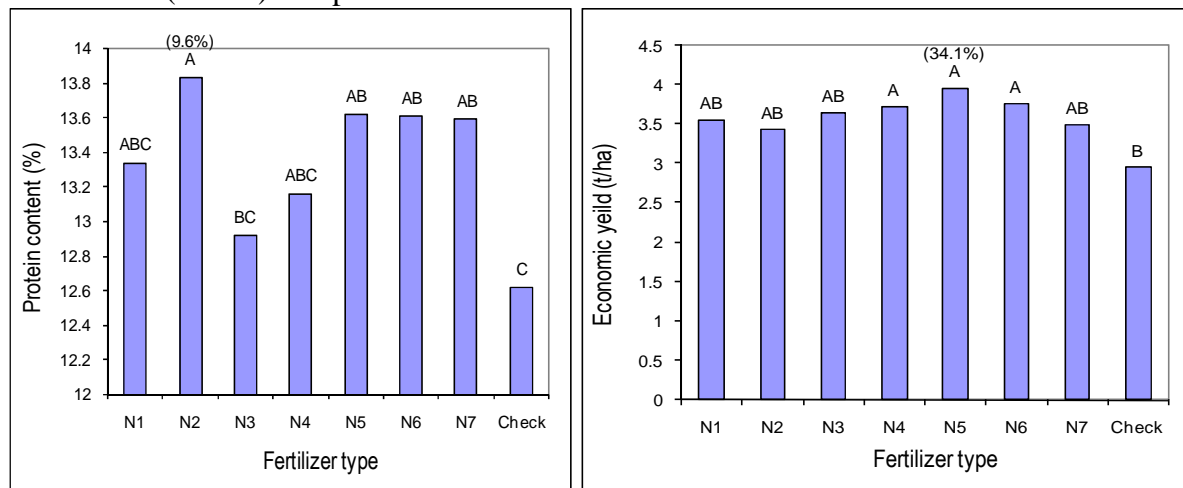 Protein content (%)
14
13.8
13.6
13.4
13.2
13
12.8
12.6
12.4
12.2
12
(9.6%)
ABC
A
BC
ABC
AB
AB
AB
C
N1 N2 N3 N4 N5 N6 N7 Check
Fertilizer type
Economic yeild (t/ha)
4.5
4
3.5
3
2.5
2
1.5
1
0.5
0
(34.1%)
AB
AB
AB
A
A
A
AB
B
N1 N2 N3 N4 N5 N6 N7 Check
Fertilizer type